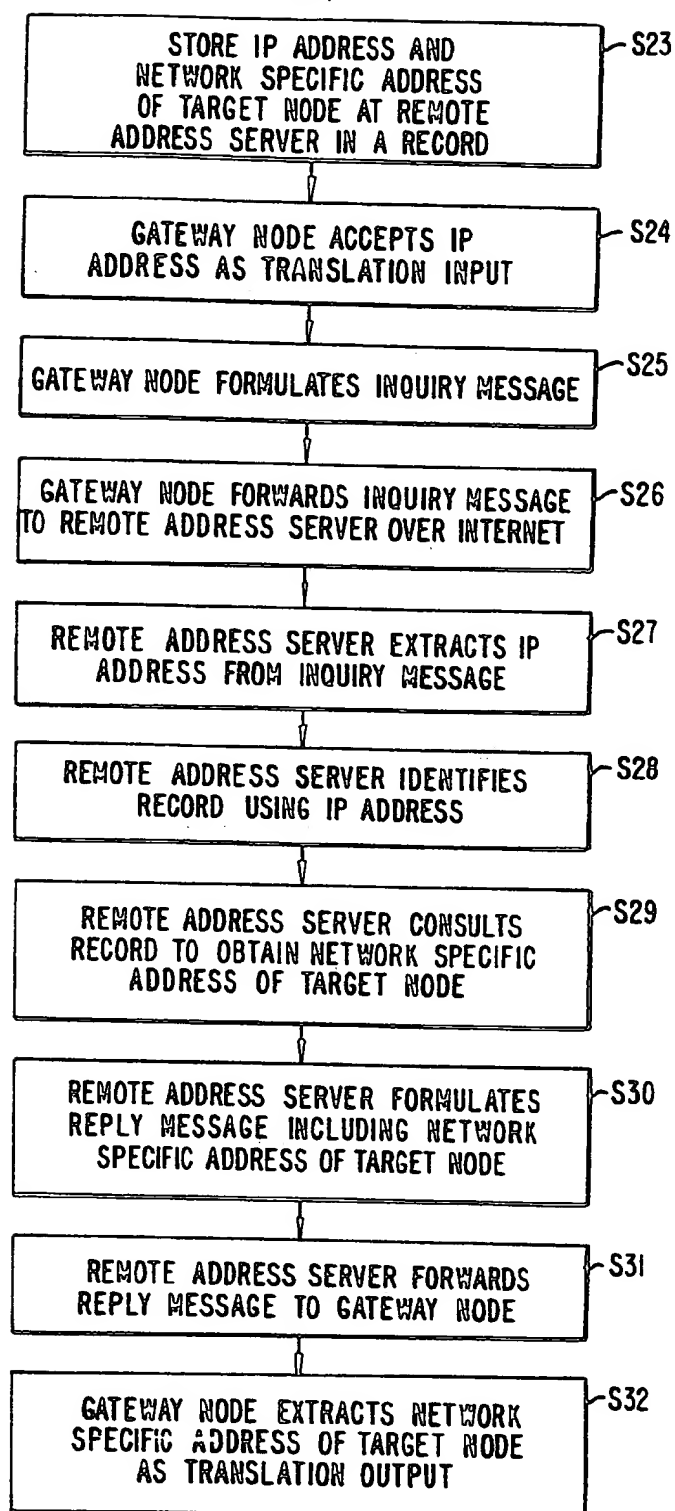 STORE IP ADDRESS AND
NETWORK SPECIFIC ADDRESS
OF TARGET NODE AT REMOTE
ADDRESS SERVER IN A RECORD
S23
GATEWAY NODE ACCEPTS IP
ADDRESS AS TRANSLATION INPUT
S24
GATEWAY NODE FORMULATES INQUIRY MESSAGE
S25
GATEWAY NODE FORWARDS INQUIRY MESSAGE
TO REMOTE ADDRESS SERVER OVER INTERNET
S26
REMOTE ADDRESS SERVER EXTRACTS IP
ADDRESS FROM INQUIRY MESSAGE
S27
REMOTE ADDRESS SERVER IDENTIFIES
RECORD USING IP ADDRESS
S28
REMOTE ADDRESS SERVER CONSULTS
RECORD TO OBTAIN NETWORK SPECIFIC
ADDRESS OF TARGET NODE
S29
REMOTE ADDRESS SERVER FORMULATES
REPLY MESSAGE INCLUDING NETWORK
SPECIFIC ADDRESS OF TARGET NODE
S30
REMOTE ADDRESS SERVER FORWARDS
REPLY MESSAGE TO GATEWAY NODE
S31
GATEWAY NODE EXTRACTS NETWORK
SPECIFIC ADDRESS OF TARGET NODE
AS TRANSLATION OUTPUT
S32